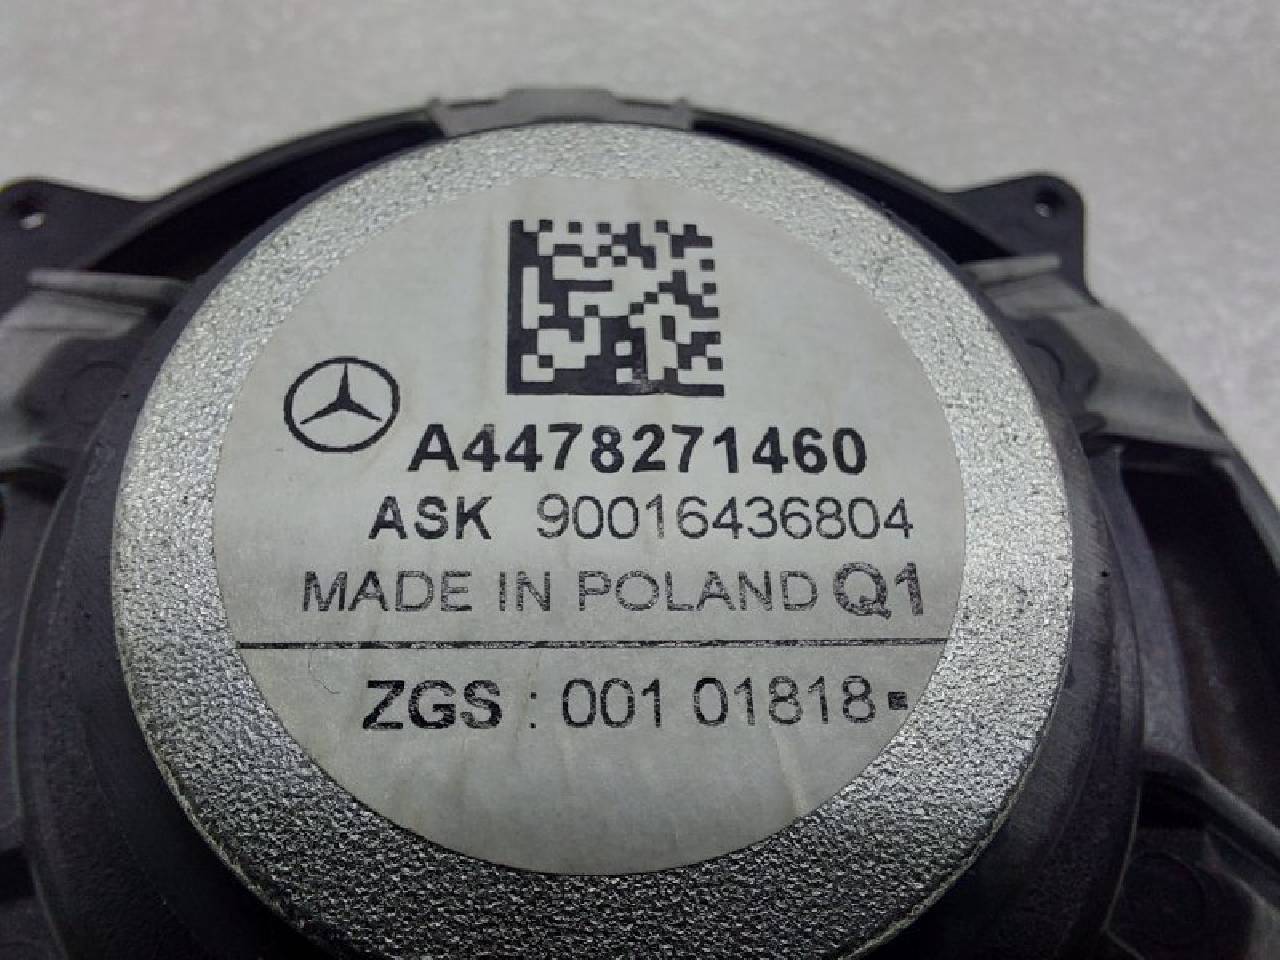 A4478271460
ASK 90016436804
MADE IN POLAND Q1
ZGS : 001 01818